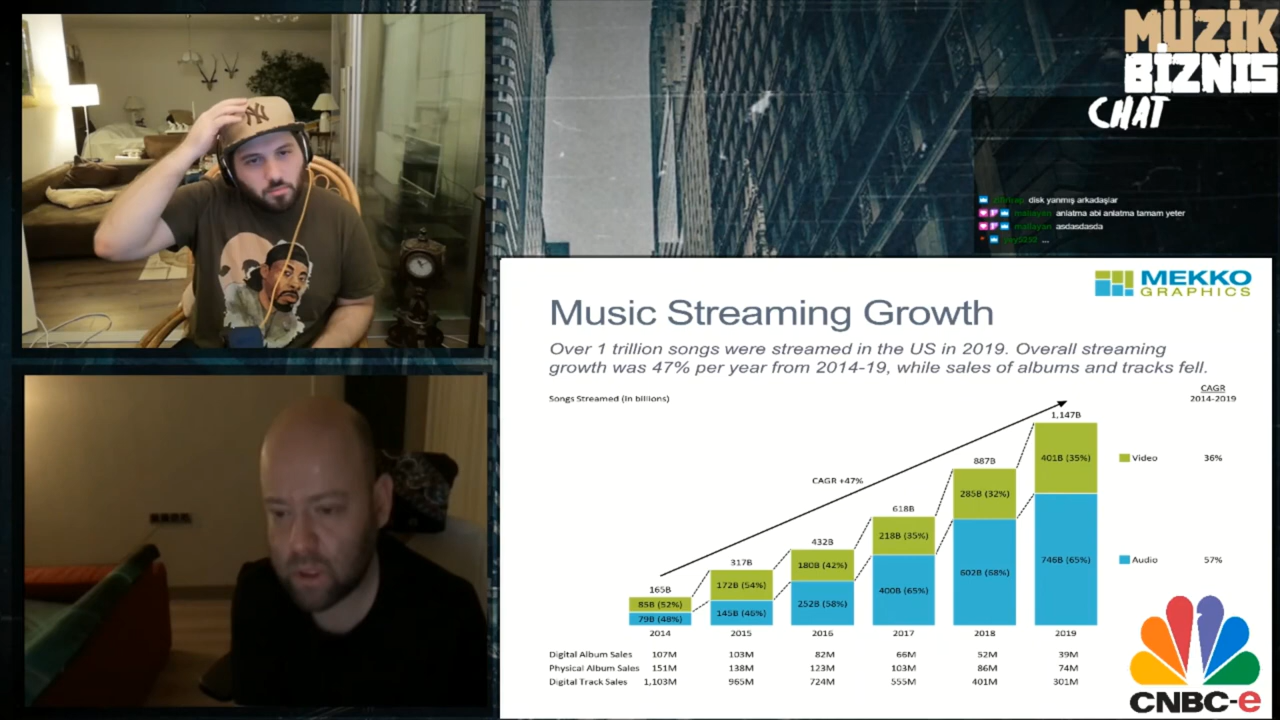 MÜZİK
BİZNIS
CHAT
disk yanmış arkadaşlar
anlatma abi anlatma tamam yeter
asdasdasda
...
NY
MEKKO
GRAPHICS
Music Streaming Growth
Over 1 trillion songs were streamed in the US in 2019. Overall streaming
growth was 47% per year from 2014-19, while sales of albums and tracks fell.
Songs Streamed (in billions)
CAGR
2014-2019
1,147B
887B
618B
432B
317B
165B
CAGR +47%
401B (35%)
285B (32%)
218B (35%)
180B (42%)
172B (54%)
85B (52%)
Video 36%
746B (65%)
602B (68%)
400B (65%)
252B (58%)
145B (46%)
79B (48%)
Audio 57%
2014 2015 2016 2017 2018 2019
Digital Album Sales 107M 103M 82M 66M 52M 39M
Physical Album Sales 151M 138M 123M 103M 86M 74M
Digital Track Sales 1,103M 965M 724M 555M 401M 301M
CNBC-e